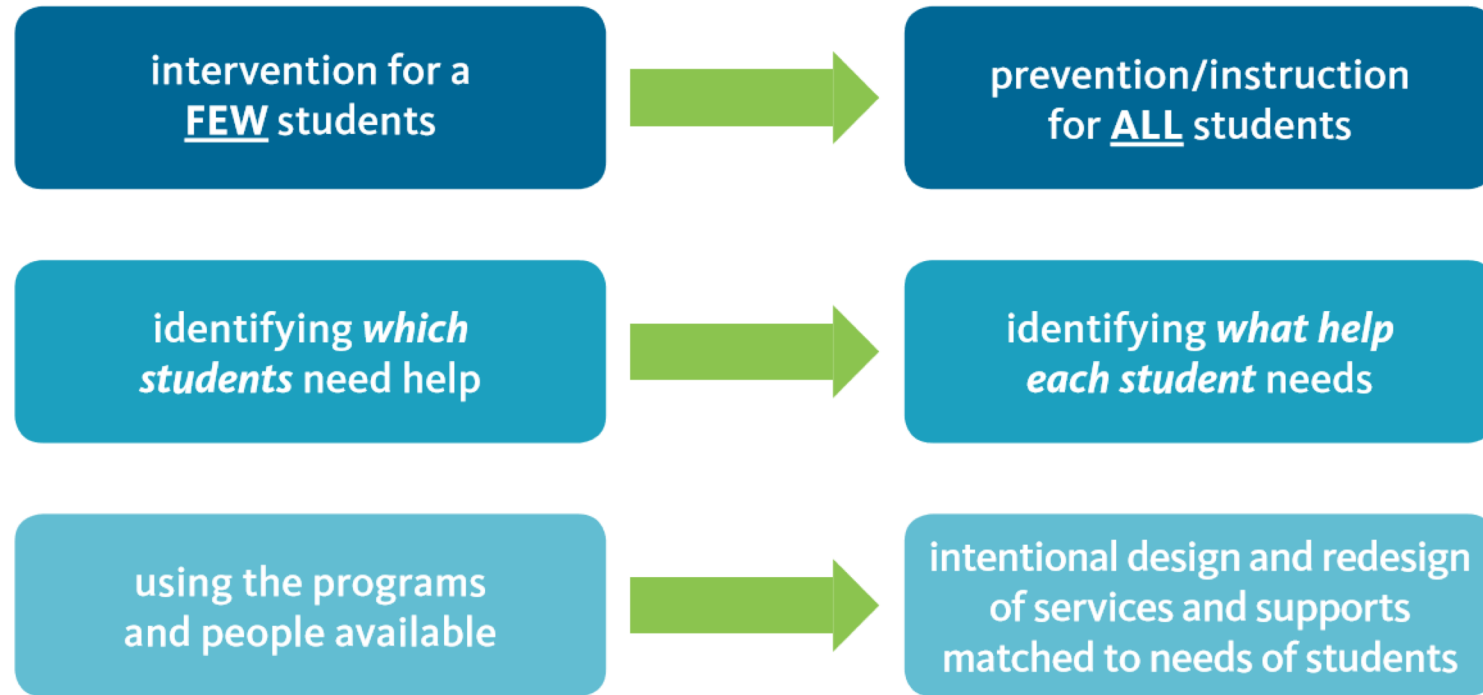 intervention for a
FEW students
prevention/instruction
for ALL students
identifying which
students need help
identifying what help
each student needs
using the programs
and people available
intentional design and redesign
of services and supports
matched to needs of students